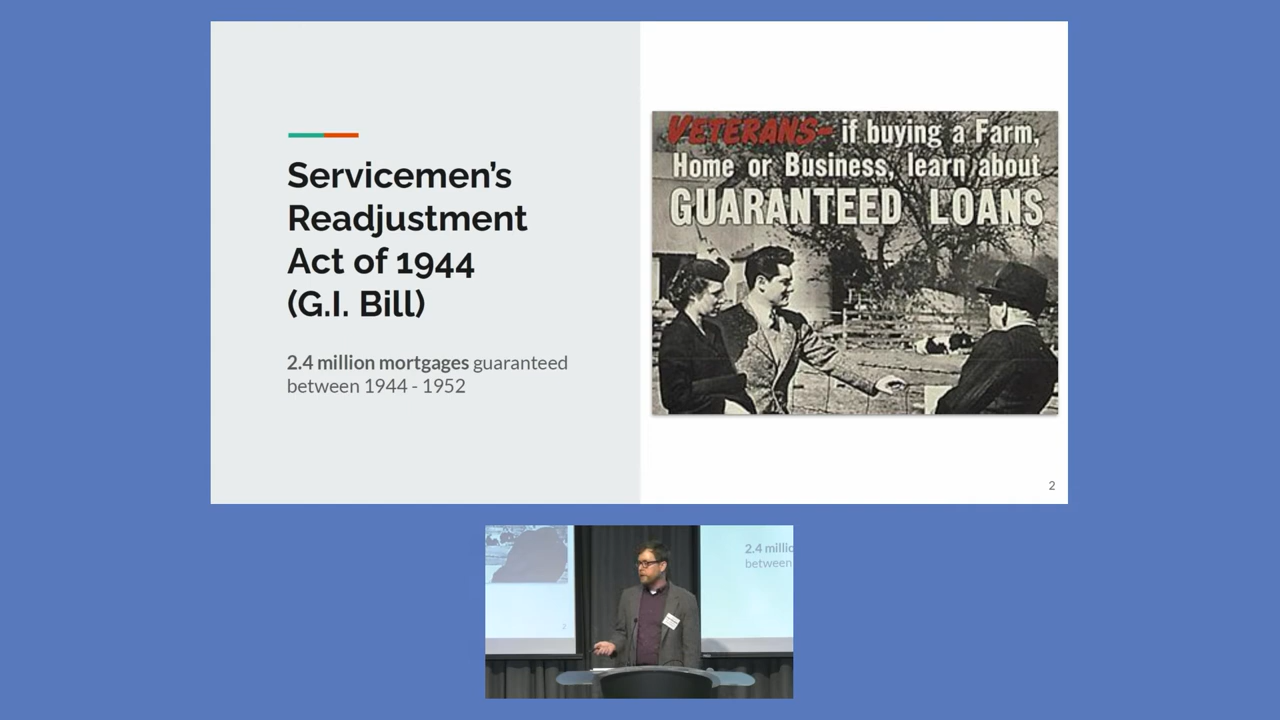 Servicemen’s
Readjustment
Act of 1944
(G.I. Bill)
2.4 million mortgages guaranteed
between 1944 - 1952
VETERANS- if buying a Farm,
Home or Business, learn about
GUARANTEED LOANS
2
2
2.4 millio
between